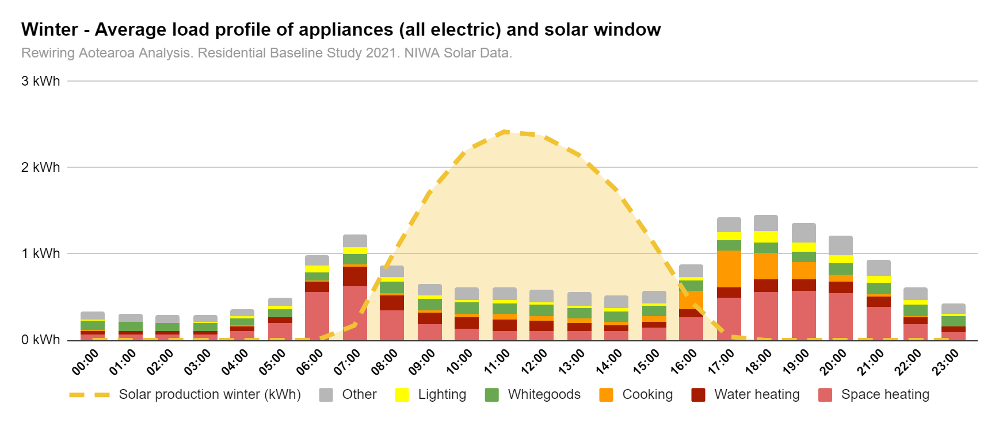 Winter - Average load profile of appliances (all electric) and solar window
Rewiring Aotearoa Analysis. Residential Baseline Study 2021. NIWA Solar Data.
3 kWh
2 kWh
1 kWh
0 kWh
00:00 01:00 02:00 03:00 04:00 05:00 06:00 07:00 08:00 09:00 10:00 11:00 12:00 13:00 14:00 15:00 16:00 17:00 18:00 19:00 20:00 21:00 22:00 23:00
Solar production winter (kWh) Other Lighting Whitegoods Cooking Water heating Space heating